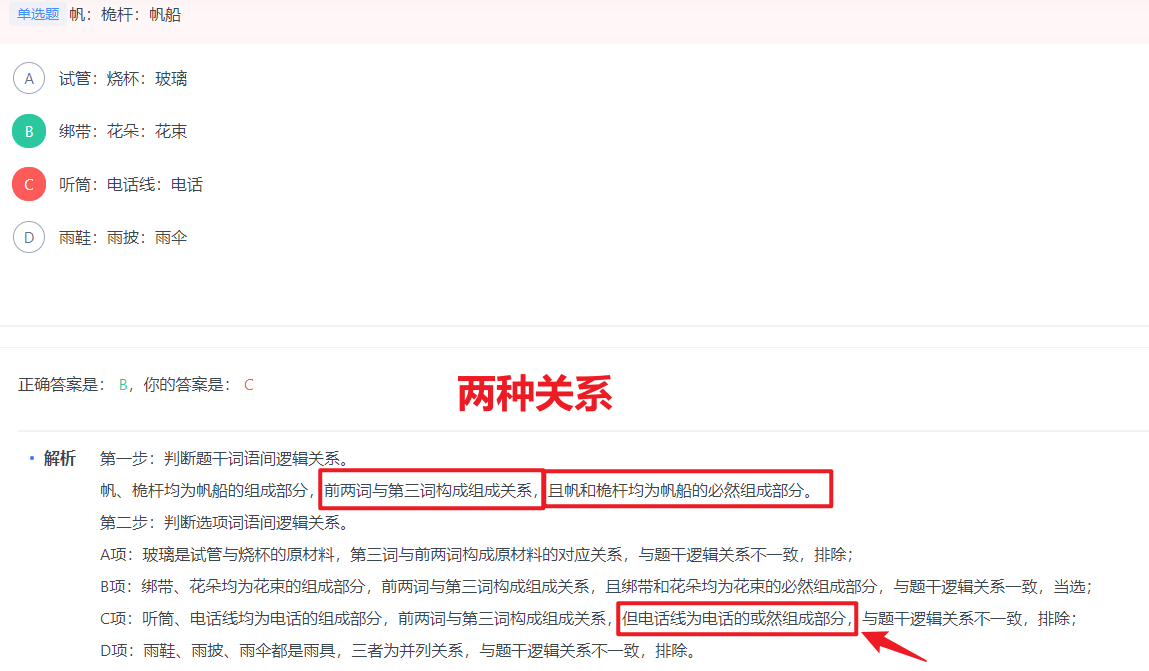 单选题 帆：桅杆：帆船
A 试管：烧杯：玻璃
B 绑带：花朵：花束
C 听筒：电话线：电话
D 雨鞋：雨披：雨伞
正确答案是： B，你的答案是： C
两种关系
· 解析 第一步：判断题干词语间逻辑关系。
帆、桅杆均为帆船的组成部分，前两词与第三词构成组成关系，且帆和桅杆均为帆船的必然组成部分。
第二步：判断选项词语间逻辑关系。
A项：玻璃是试管与烧杯的原材料，第三词与前两词构成原材料的对应关系，与题干逻辑关系不一致，排除；
B项：绑带、花朵均为花束的组成部分，前两词与第三词构成组成关系，且绑带和花朵均为花束的必然组成部分，与题干逻辑关系一致，当选；
C项：听筒、电话线均为电话的组成部分，前两词与第三词构成组成关系，但电话线为电话的或然组成部分，与题干逻辑关系不一致，排除；
D项：雨鞋、雨披、雨伞都是雨具，三者为并列关系，与题干逻辑关系不一致，排除。